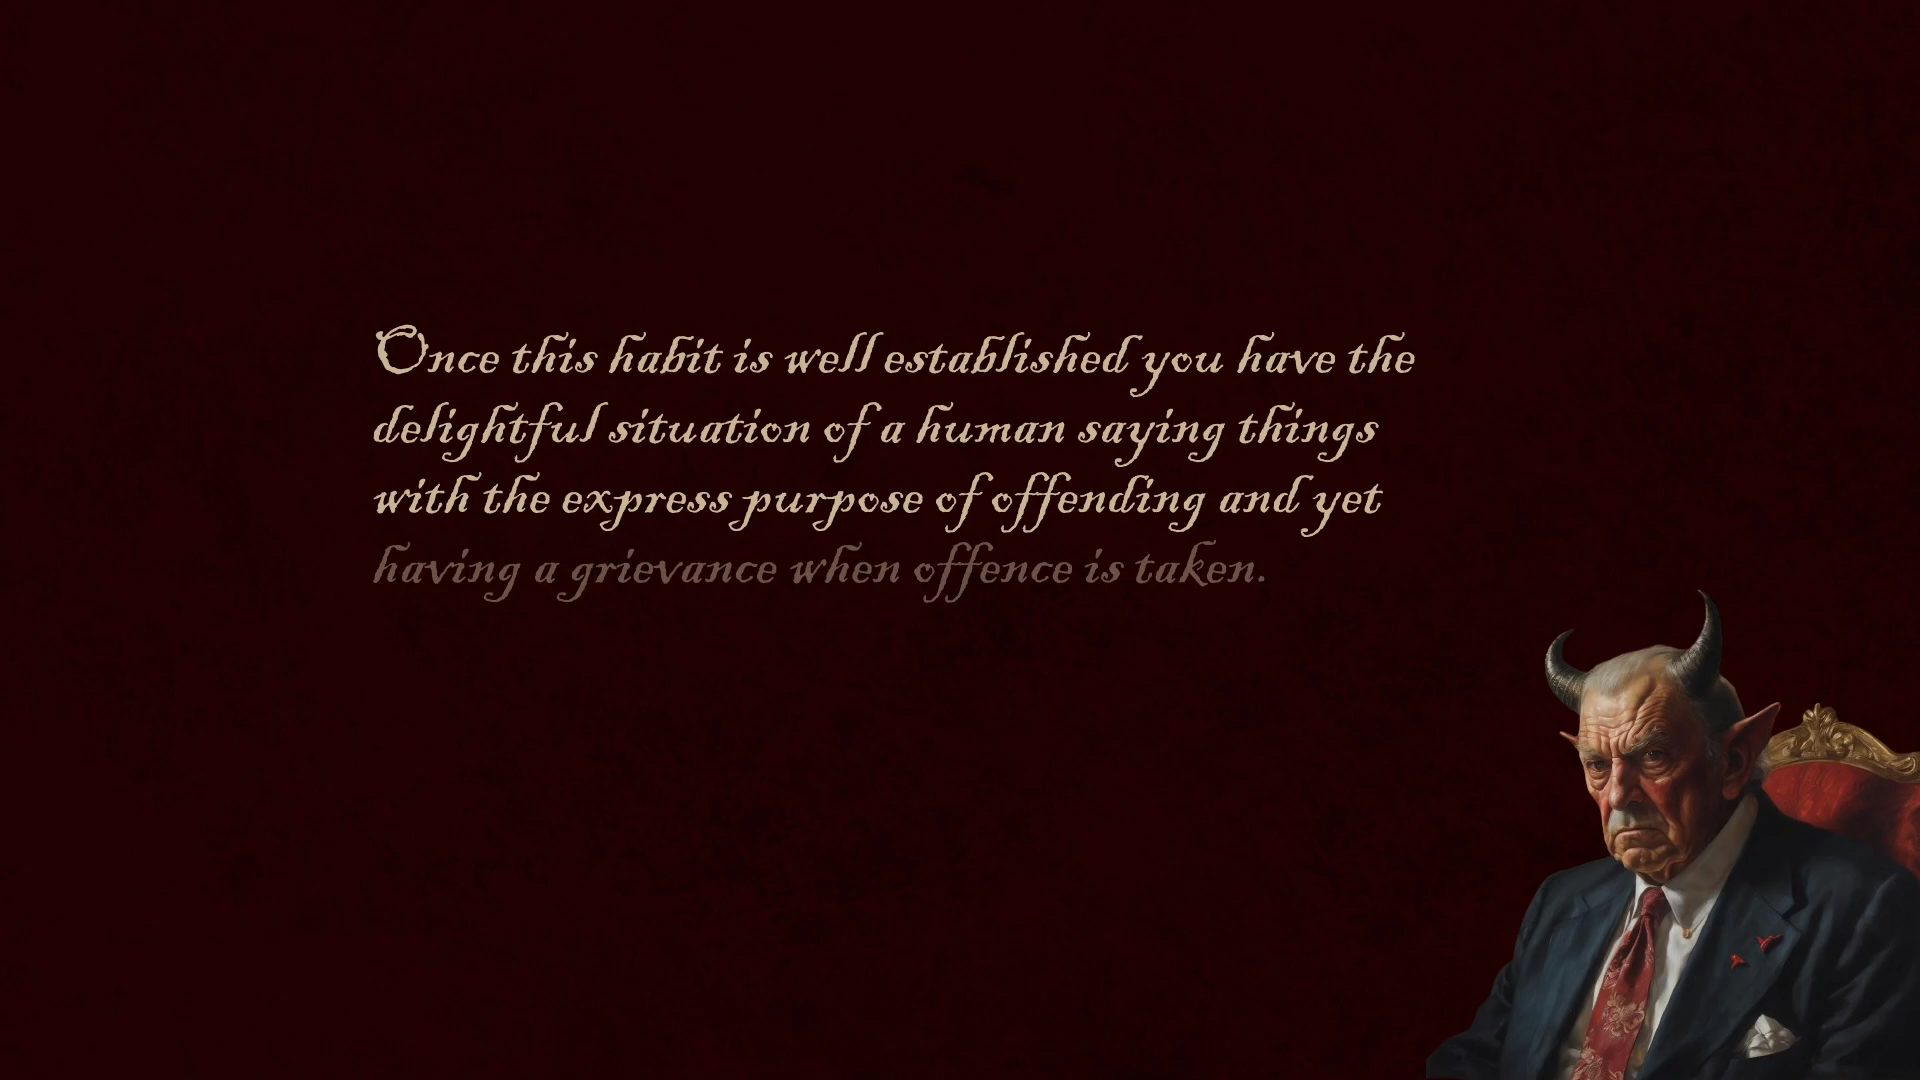 Once this habit is well established you have the
delightful situation of a human saying things
with the express purpose of offending and yet
having a grievance when offence is taken.